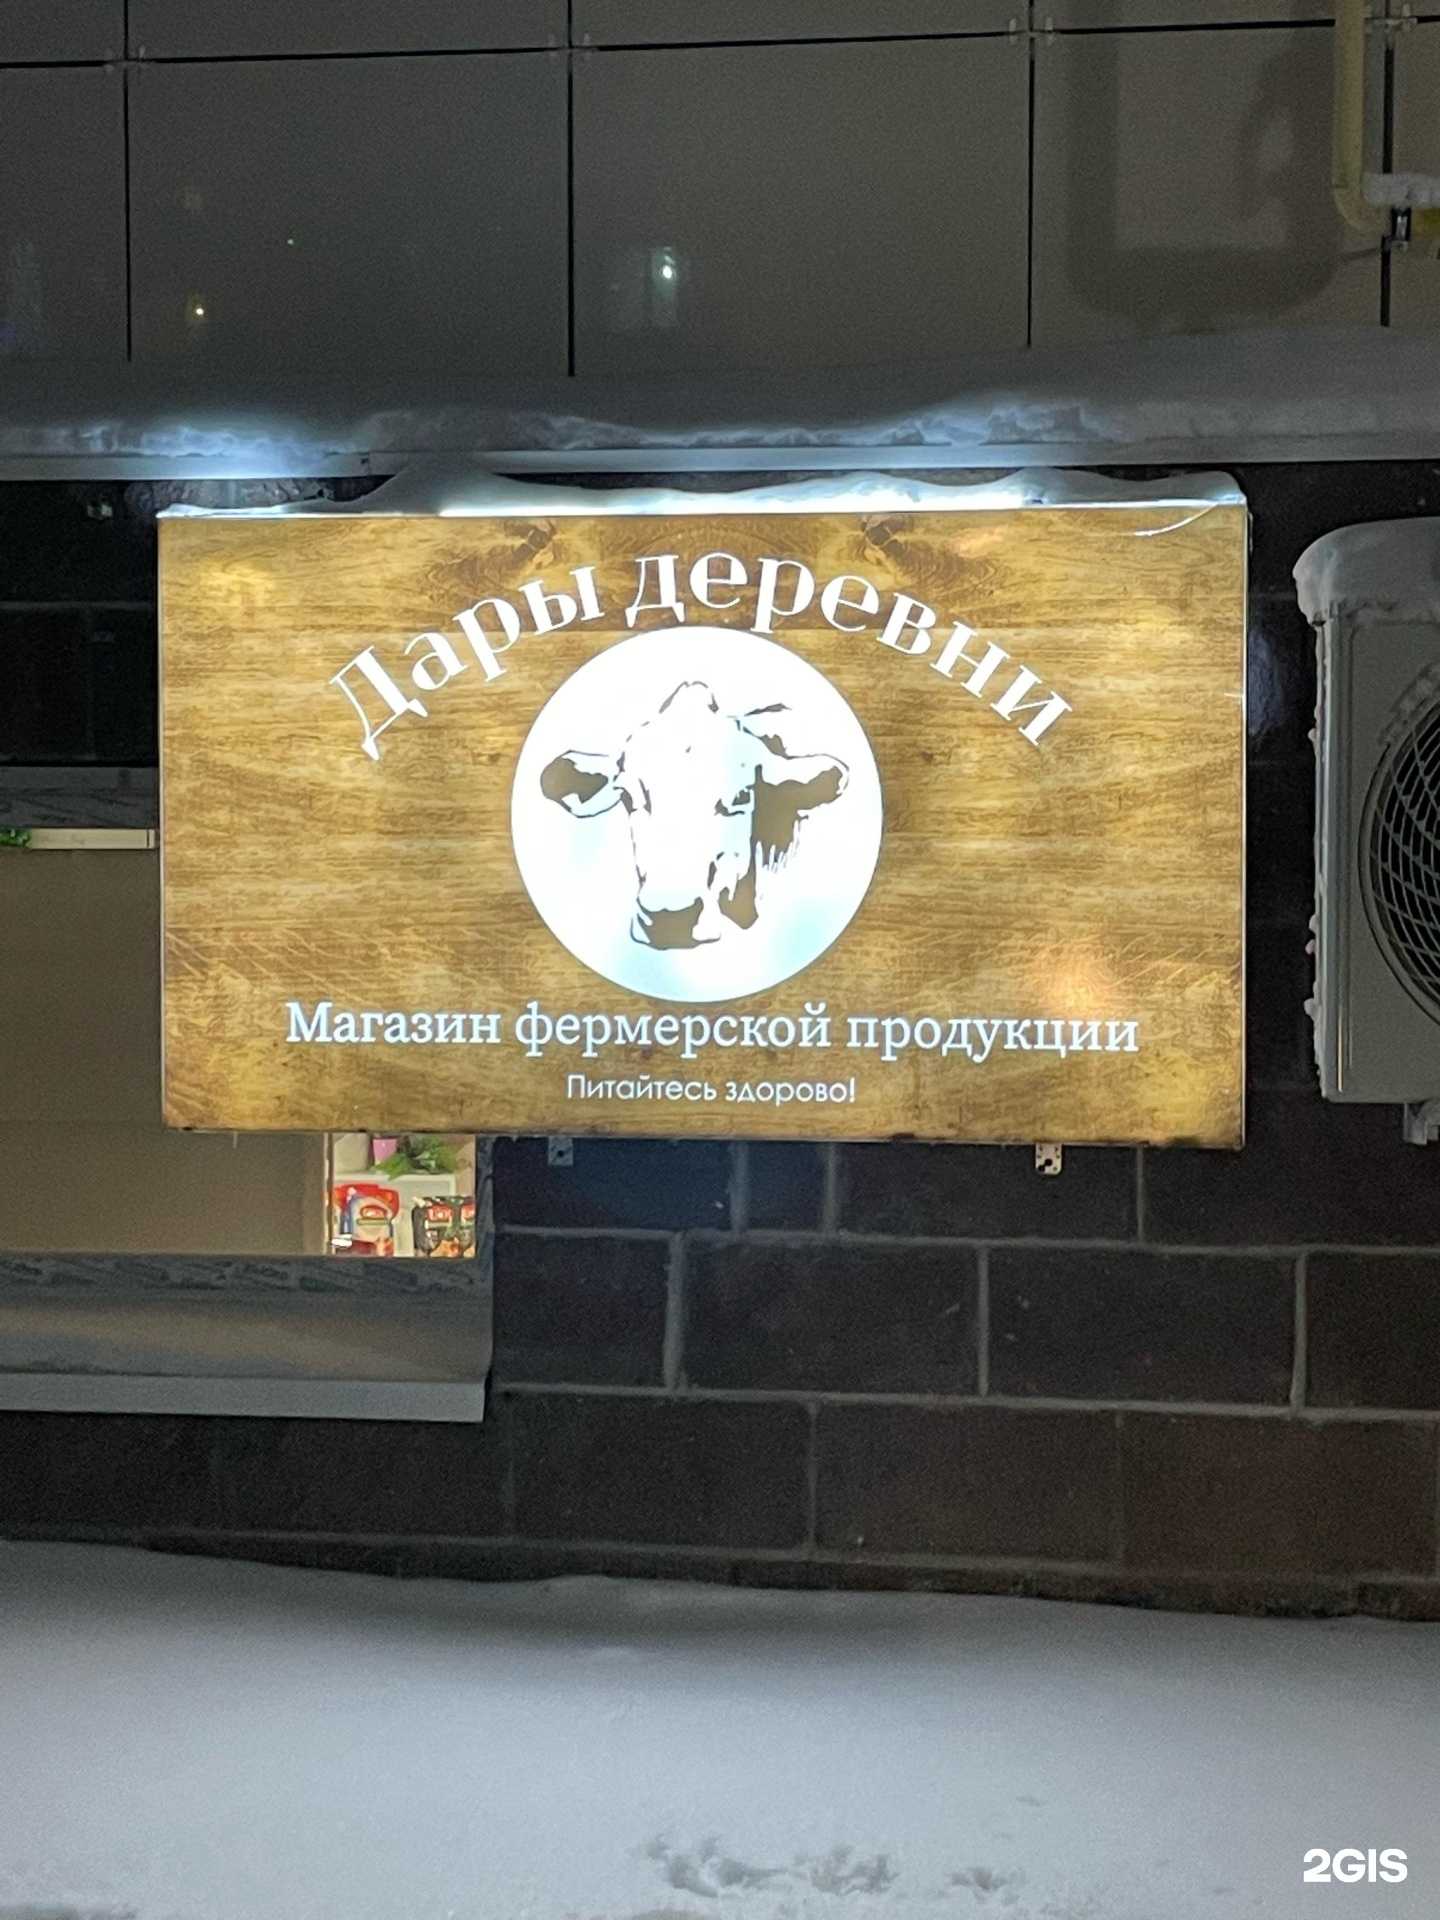 Дары деревни
Магазин фермерской продукции
Питайтесь здорово!
2GIS